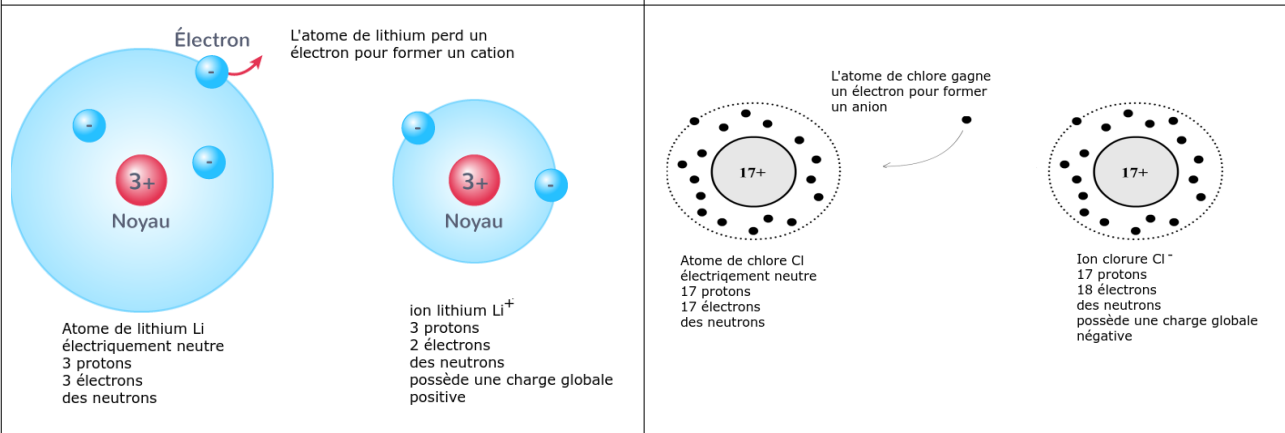 Électron
L'atome de lithium perd un
électron pour former un cation
-
-
-
3+
Noyau
Atome de lithium Li
électriquement neutre
3 protons
3 électrons
des neutrons
-
3+
-
Noyau
ion lithium Li⁺
3 protons
2 électrons
des neutrons
possède une charge globale
positive
L'atome de chlore gagne
un électron pour former
un anion
17+
Atome de chlore Cl
électriqement neutre
17 protons
17 électrons
des neutrons
17+
Ion clorure Cl⁻
17 protons
18 électrons
des neutrons
possède une charge globale
négative